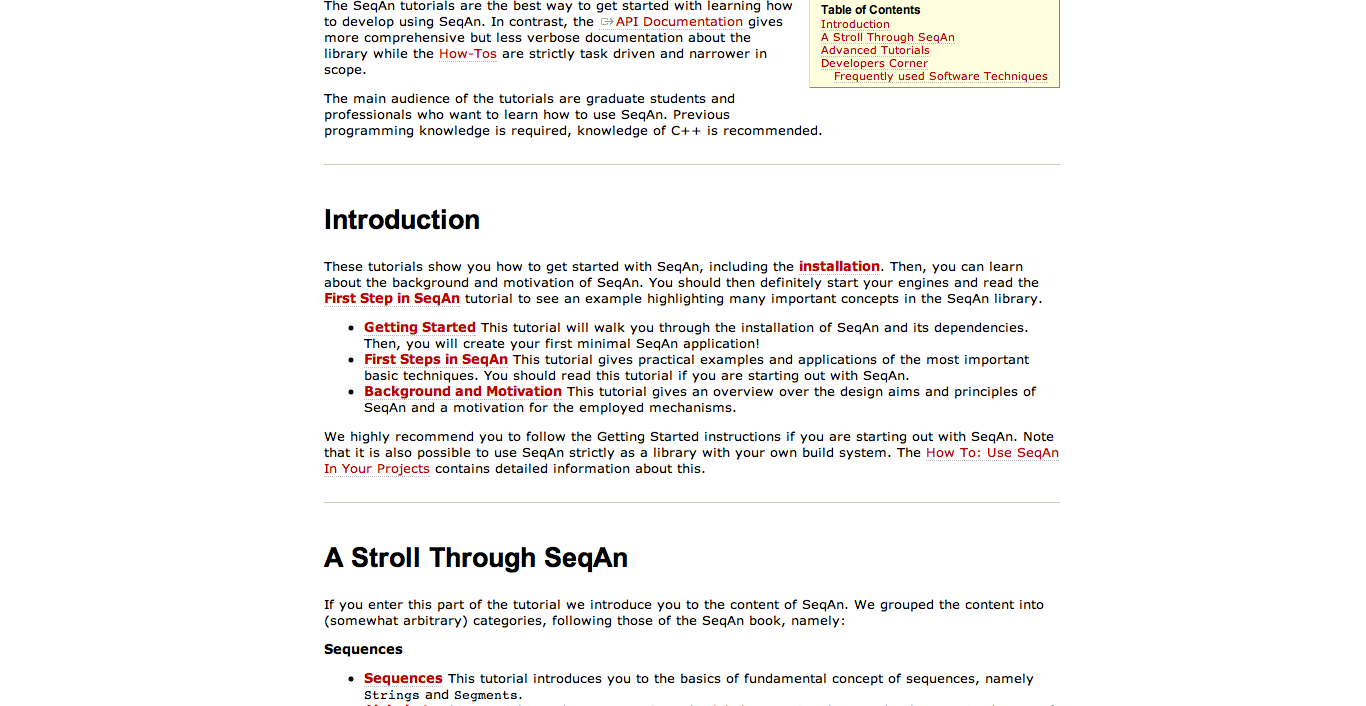 The SeqAn tutorials are the best way to get started with learning how
to develop using SeqAn. In contrast, the API Documentation gives
more comprehensive but less verbose documentation about the
library while the How-Tos are strictly task driven and narrower in
scope.
Table of Contents
Introduction
A Stroll Through SeqAn
Advanced Tutorials
Developers Corner
Frequently used Software Techniques
The main audience of the tutorials are graduate students and
professionals who want to learn how to use SeqAn. Previous
programming knowledge is required, knowledge of C++ is recommended.
Introduction
These tutorials show you how to get started with SeqAn, including the installation. Then, you can learn
about the background and motivation of SeqAn. You should then definitely start your engines and read the
First Step in SeqAn tutorial to see an example highlighting many important concepts in the SeqAn library.
• Getting Started This tutorial will walk you through the installation of SeqAn and its dependencies.
Then, you will create your first minimal SeqAn application!
• First Steps in SeqAn This tutorial gives practical examples and applications of the most important
basic techniques. You should read this tutorial if you are starting out with SeqAn.
• Background and Motivation This tutorial gives an overview over the design aims and principles of
SeqAn and a motivation for the employed mechanisms.
We highly recommend you to follow the Getting Started instructions if you are starting out with SeqAn. Note
that it is also possible to use SeqAn strictly as a library with your own build system. The How To: Use SeqAn
In Your Projects contains detailed information about this.
A Stroll Through SeqAn
If you enter this part of the tutorial we introduce you to the content of SeqAn. We grouped the content into
(somewhat arbitrary) categories, following those of the SeqAn book, namely:
Sequences
• Sequences This tutorial introduces you to the basics of fundamental concept of sequences, namely
Strings and Segments.